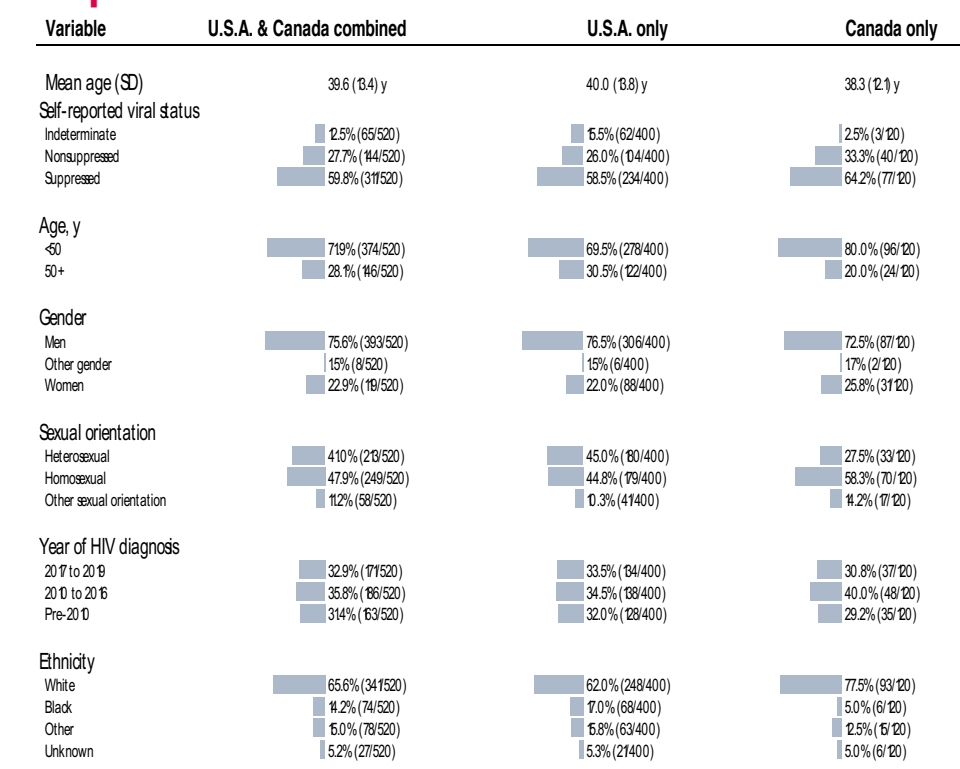 Variable U.S.A. & Canada combined U.S.A. only Canada only
Mean age (SD) 39.6 (13.4) y 40.0 (13.8) y 38.3 (12.1) y
Self-reported viral status
Indeterminate 12.5% (65/520) 15.5% (62/400) 2.5% (3/120)
Nonsuppressed 27.7% (144/520) 26.0% (104/400) 33.3% (40/120)
Suppressed 59.8% (311/520) 58.5% (234/400) 64.2% (77/120)
Age, y
<50 71.9% (374/520) 69.5% (278/400) 80.0% (96/120)
50+ 28.1% (146/520) 30.5% (122/400) 20.0% (24/120)
Gender
Men 75.6% (393/520) 76.5% (306/400) 72.5% (87/120)
Other gender 1.5% (8/520) 1.5% (6/400) 1.7% (2/120)
Women 22.9% (119/520) 22.0% (88/400) 25.8% (31/120)
Sexual orientation
Heterosexual 41.0% (213/520) 45.0% (180/400) 27.5% (33/120)
Homosexual 47.9% (249/520) 44.8% (179/400) 58.3% (70/120)
Other sexual orientation 11.2% (58/520) 10.3% (41/400) 14.2% (17/120)
Year of HIV diagnosis
2017 to 2019 32.9% (171/520) 33.5% (134/400) 30.8% (37/120)
2010 to 2016 35.8% (186/520) 34.5% (138/400) 40.0% (48/120)
Pre-2010 31.4% (163/520) 32.0% (128/400) 29.2% (35/120)
Ethnicity
White 65.6% (341/520) 62.0% (248/400) 77.5% (93/120)
Black 14.2% (74/520) 17.0% (68/400) 5.0% (6/120)
Other 15.0% (78/520) 15.8% (63/400) 12.5% (15/120)
Unknown 5.2% (27/520) 5.3% (21/400) 5.0% (6/120)